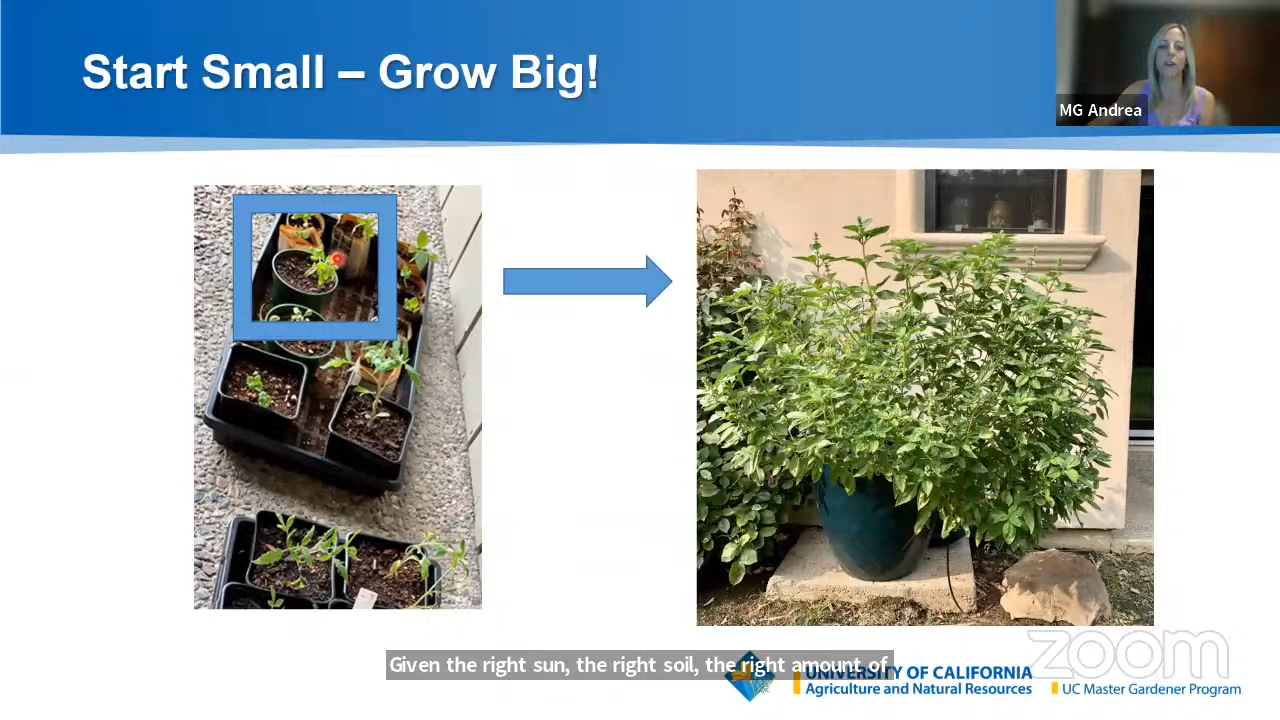 Start Small – Grow Big!
MG Andrea
Given the right sun, the right soil, the right amount of
UNIVERSITY OF CALIFORNIA
Agriculture and Natural Resources
UC Master Gardener Program
zoom